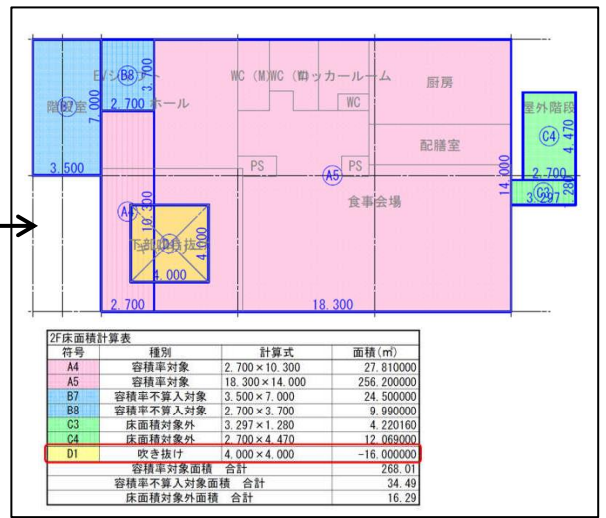 EVシャフト
B8
3.700
WC (M)
WC (W)
ロッカールーム
厨房
階段室
B7
7.000
2.700
ホール
WC
屋外階段
C4
4.470
配膳室
3.500
PS
A5
PS
2.700
14.000
C3
1.280
3.297
食事会場
A4
10.300
下部吹き抜け
D1
4.000
4.000
2.700
18.300
2F床面積計算表
符号 種別 計算式 面積(㎡)
A4 容積率対象 2.700×10.300 27.810000
A5 容積率対象 18.300×14.000 256.200000
B7 容積率不算入対象 3.500×7.000 24.500000
B8 容積率不算入対象 2.700×3.700 9.990000
C3 床面積対象外 3.297×1.280 4.220160
C4 床面積対象外 2.700×4.470 12.069000
D1 吹き抜け 4.000×4.000 -16.000000
容積率対象面積 合計 268.01
容積率不算入対象面積 合計 34.49
床面積対象外面積 合計 16.29